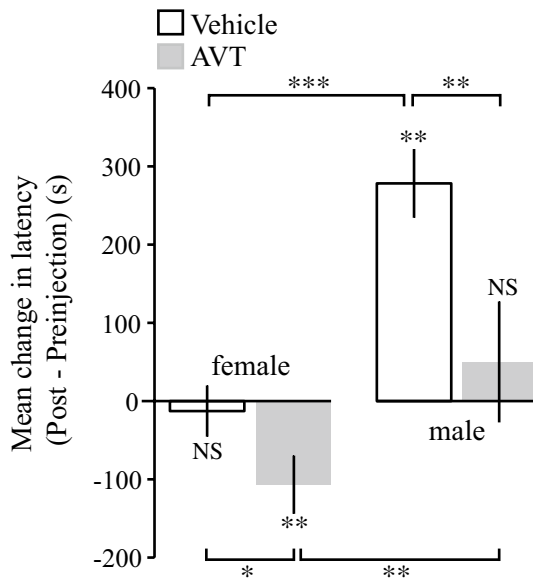 Vehicle
AVT
Mean change in latency
(Post - Preinjection) (s)
400
300
200
100
0
-100
-200
***
**
**
NS
female
male
NS
**
*
**